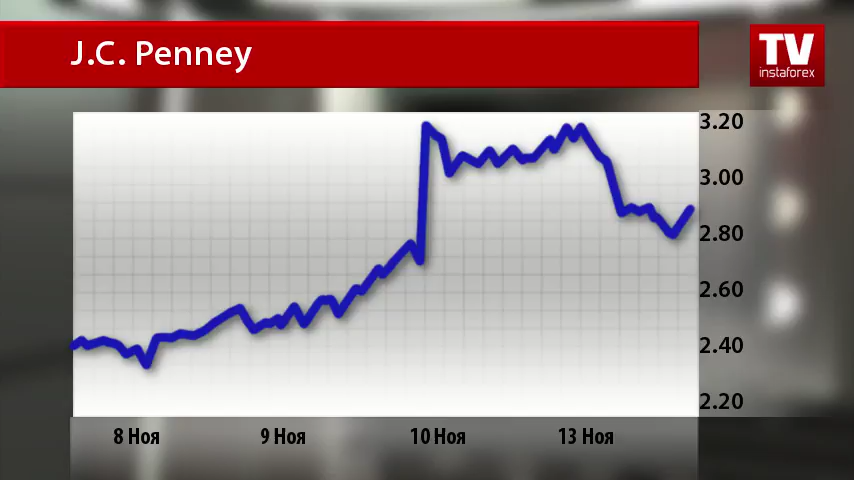 J.C. Penney
TV
instaforex
3.20
3.00
2.80
2.60
2.40
2.20
8 Ноя 9 Ноя 10 Ноя 13 Ноя